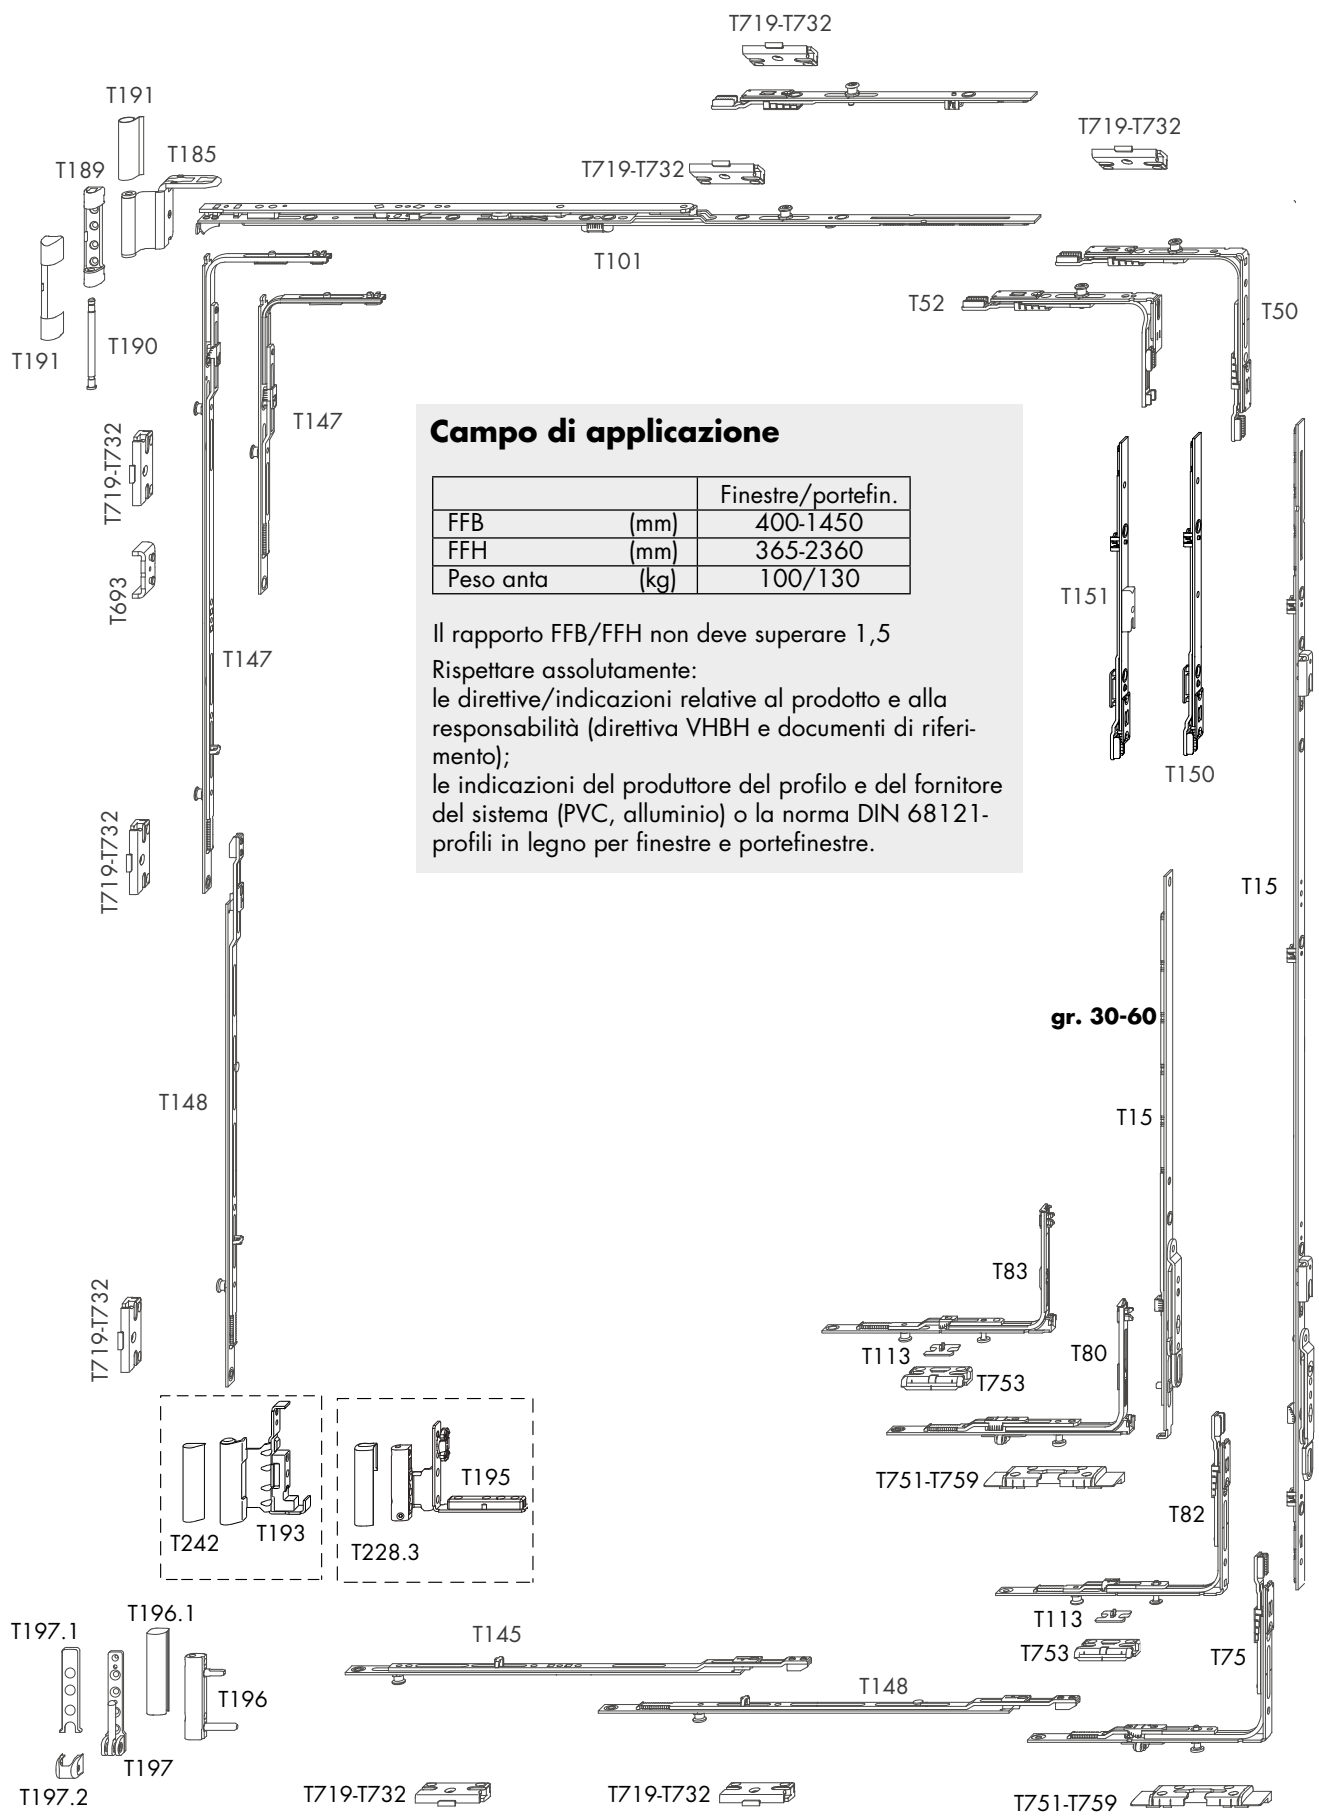 T719-T732
T191
T719-T732
T189
T185
T719-T732
T101
T52
T50
T191
T190
T147
T719-T732
Campo di applicazione
Finestre/portefin.
FFB (mm) 400-1450
FFH (mm) 365-2360
Peso anta (kg) 100/130
Il rapporto FFB/FFH non deve superare 1,5
Rispettare assolutamente:
le direttive/indicazioni relative al prodotto e alla
responsabilità (direttiva VHBH e documenti di riferi-
mento);
le indicazioni del produttore del profilo e del fornitore
del sistema (PVC, alluminio) o la norma DIN 68121-
profili in legno per finestre e portefinestre.
T693
T151
T147
T150
T719-T732
T15
gr. 30-60
T148
T15
T83
T719-T732
T113
T80
T753
T195
T751-T759
T242
T193
T228.3
T82
T196.1
T113
T197.1
T145
T753
T75
T196
T148
T197
T197.2
T719-T732
T719-T732
T751-T759